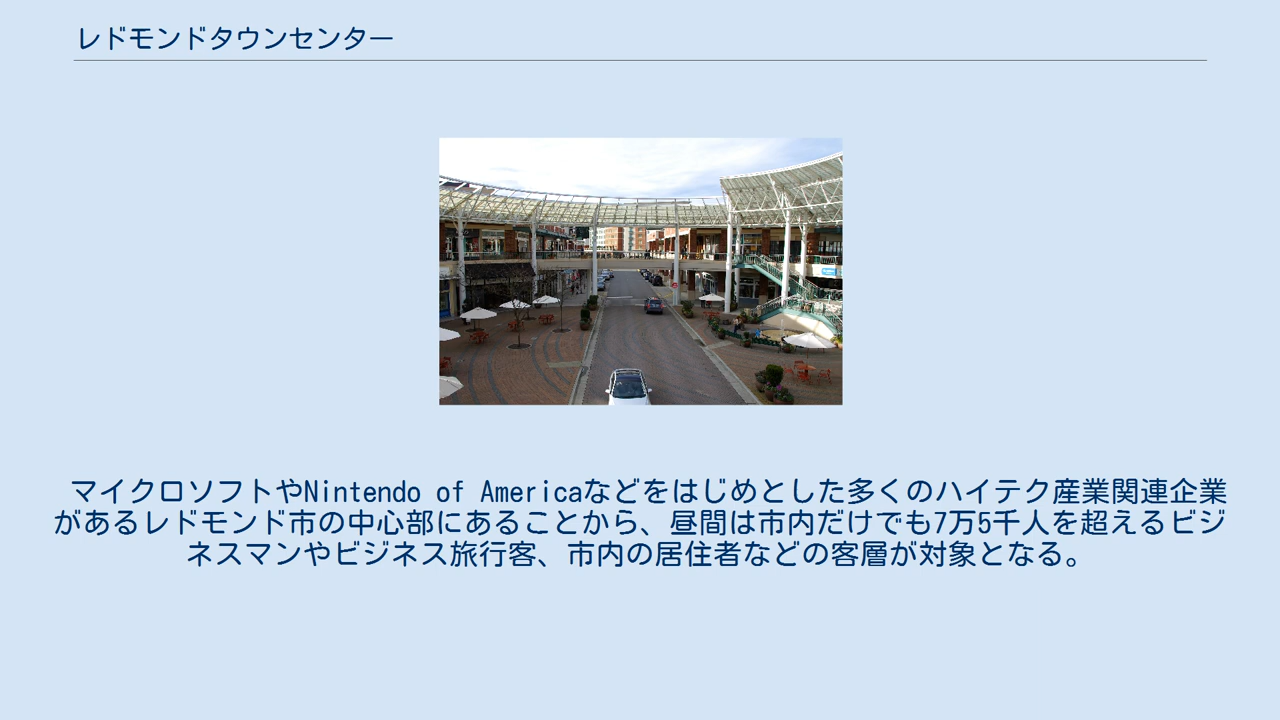 レドモンドタウンセンター
マイクロソフトやNintendo of Americaなどをはじめとした多くのハイテク産業関連企業
があるレドモンド市の中心部にあることから、昼間は市内だけでも7万5千人を超えるビジ
ネスマンやビジネス旅行客、市内の居住者などの客層が対象となる。